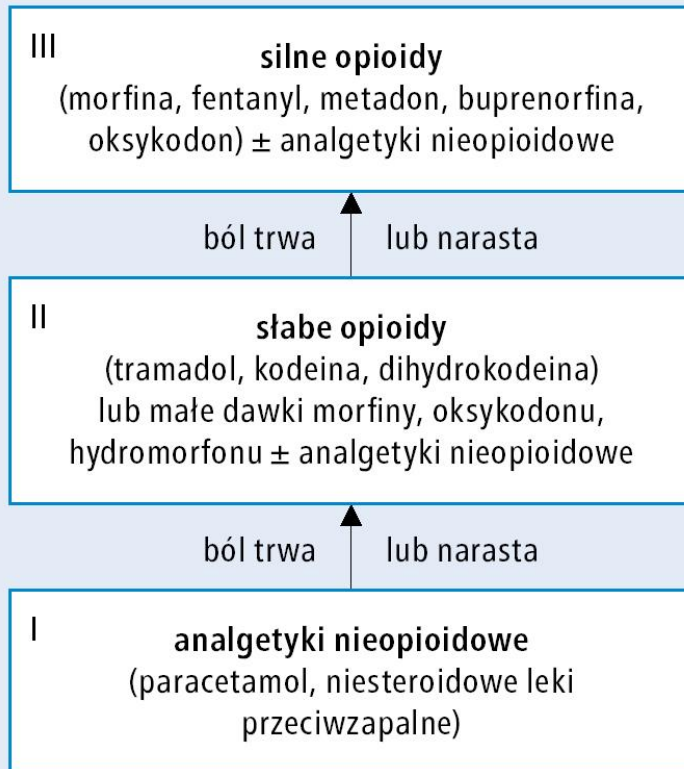 III
silne opioidy
(morfina, fentanyl, metadon, buprenorfina,
oksykodon) ± analgetyki nieopioidowe
ból trwa lub narasta
II
słabe opioidy
(tramadol, kodeina, dihydrokodeina)
lub małe dawki morfiny, oksykodonu,
hydromorfonu ± analgetyki nieopioidowe
ból trwa lub narasta
I
analgetyki nieopioidowe
(paracetamol, niesteroidowe leki
przeciwzapalne)